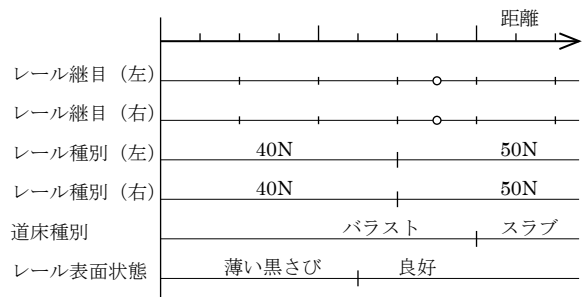 距離
レール継目（左）
レール継目（右）
レール種別（左） 40N 50N
レール種別（右） 40N 50N
道床種別 バラスト スラブ
レール表面状態 薄い黒さび 良好